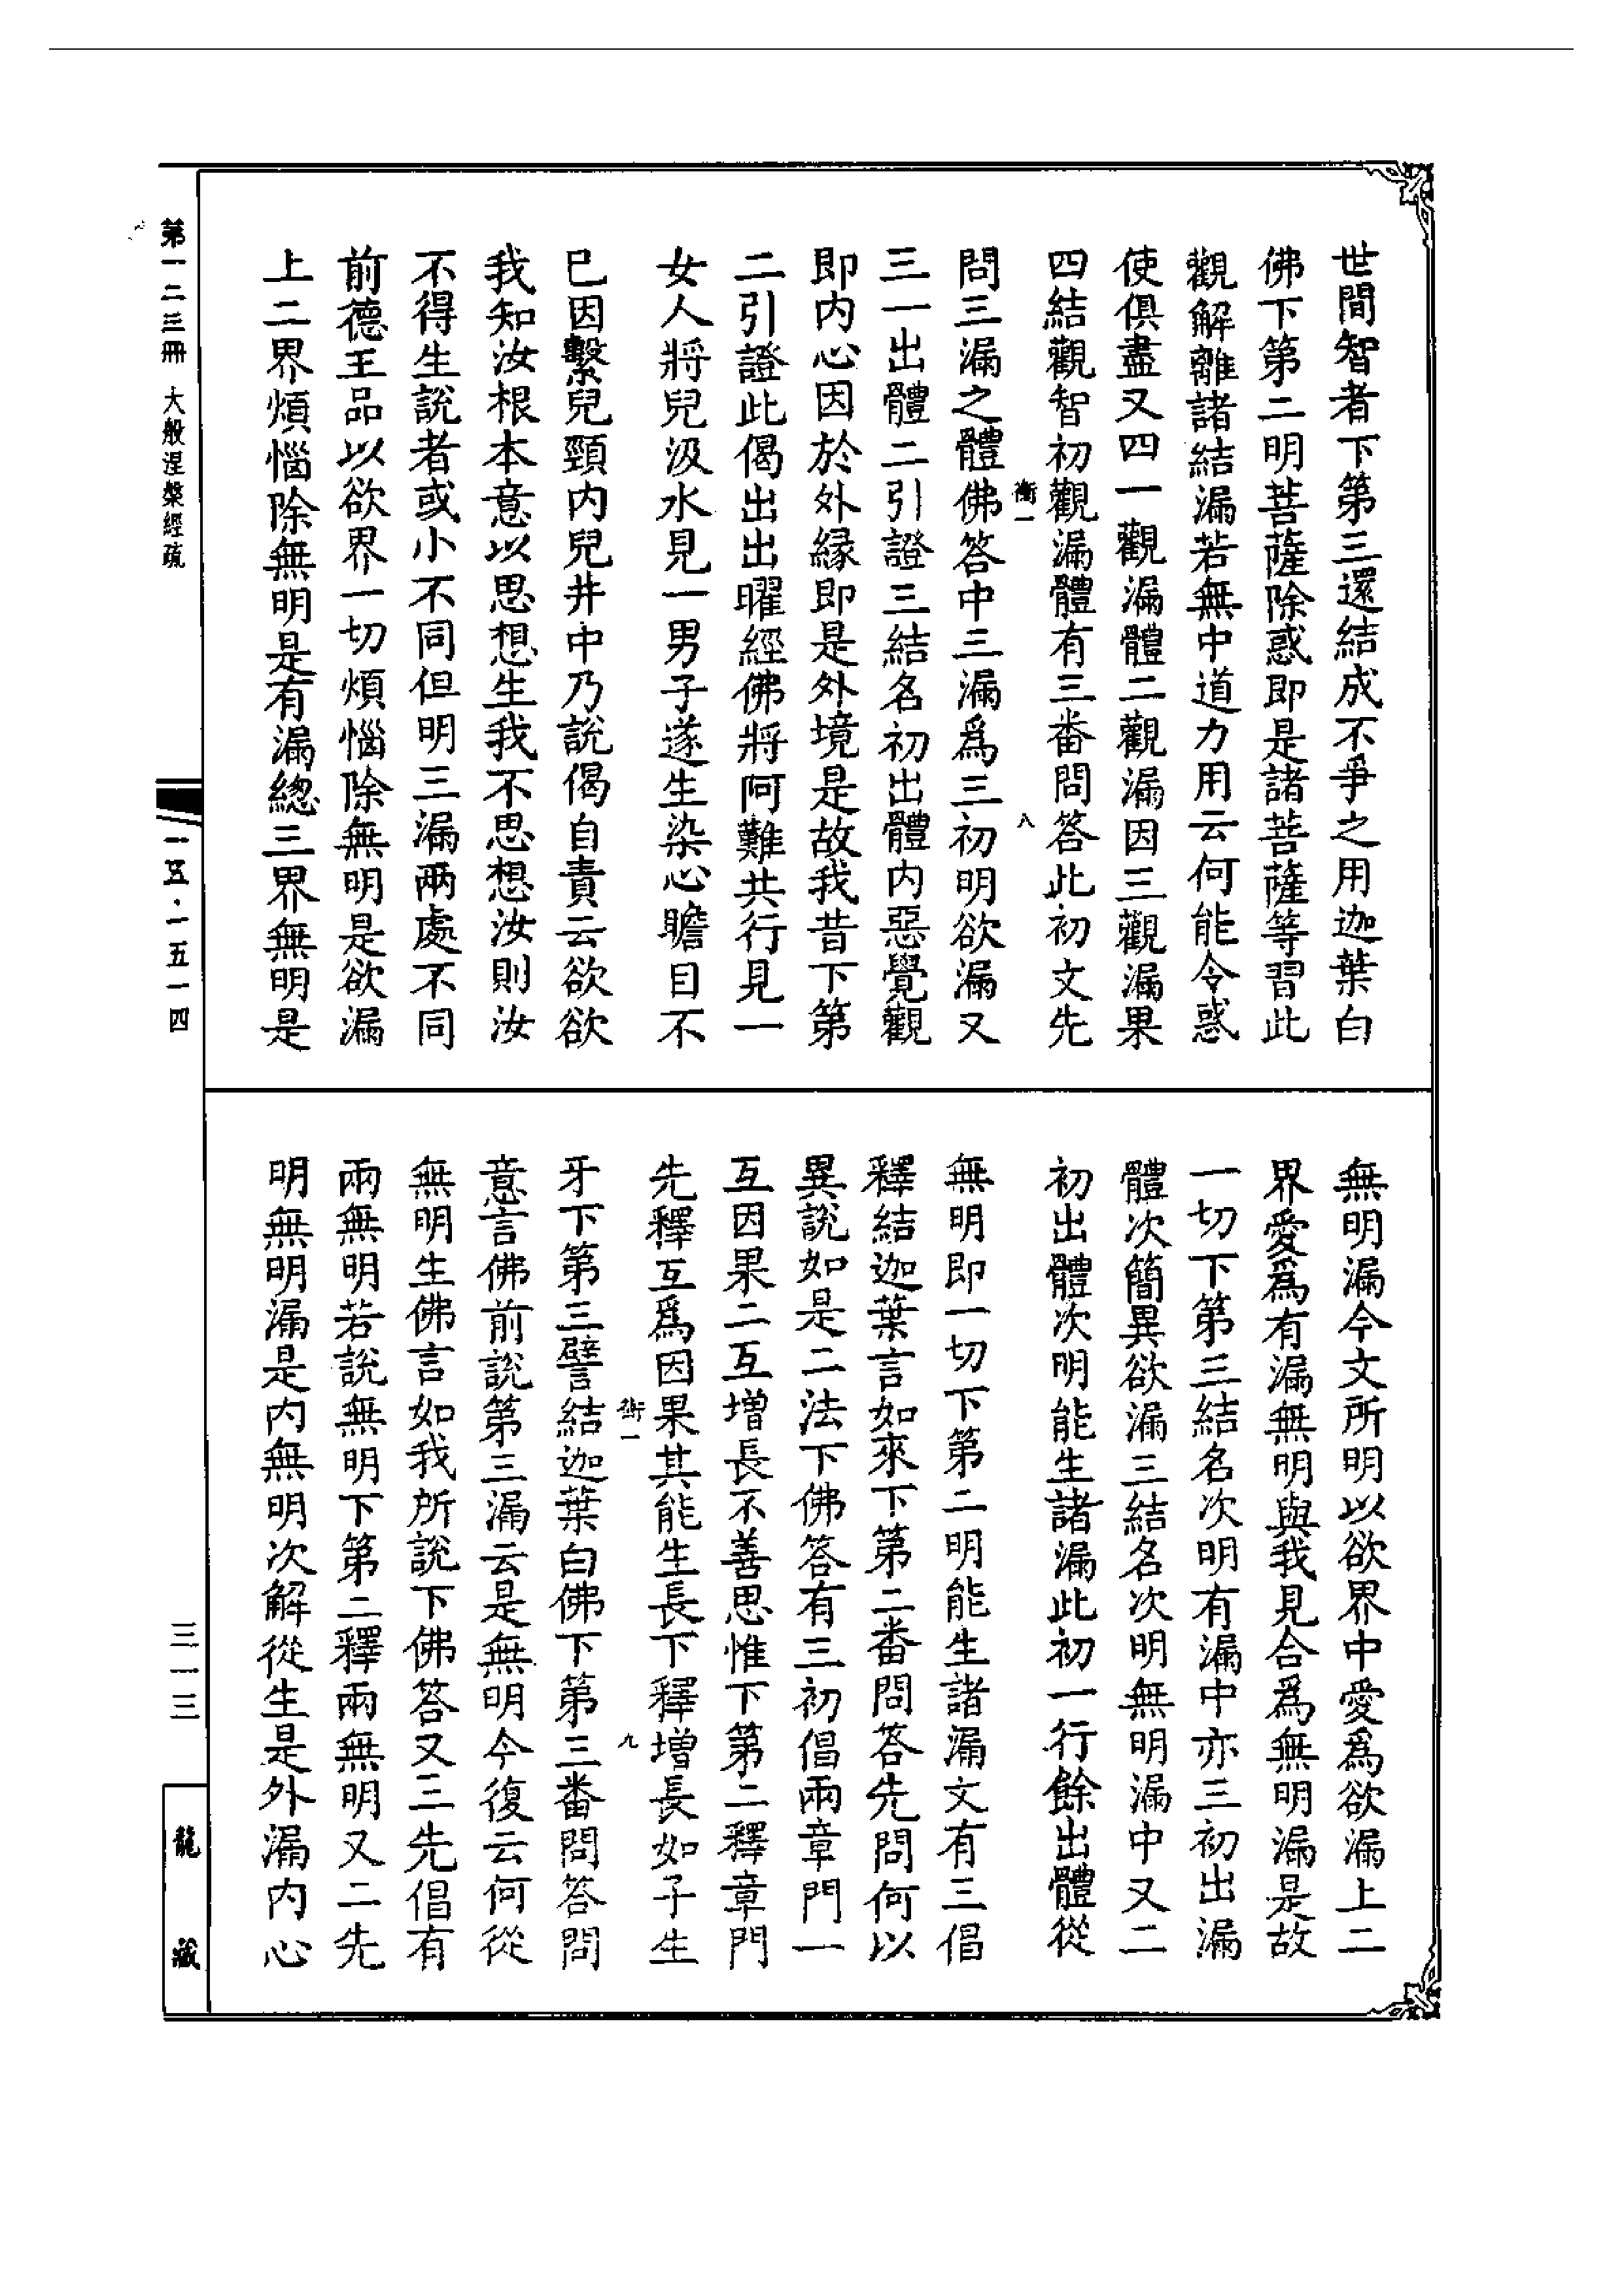 世間智者下第三還結成不爭之用迦葉白
佛下第二明菩薩除惑即是諸菩薩等習此
觀解離諸結漏若無中道力用云何能令惑
使俱盡又四一觀漏體二觀漏因三觀漏果
四結觀智初觀漏體有三番問答此初文先
衡一
八
問三漏之體佛答中三漏爲三初明欲漏又
三一出體二引證三結名初出體内惡覺觀
即内心因於外縁即是外境是故我昔下第
二引證此偈出出曜經佛將阿難共行見一
女人將兒汲水見一男子遂生染心瞻目不
已因繫兒頸内兒井中乃說偈自責云欲欲
我知汝根本意以思想生我不思想汝則汝
不得生說者或小不同但明三漏兩處不同
前德王品以欲界一切煩惱除無明是欲漏
上二界煩惱除無明是有漏總三界無明是
無明漏今文所明以欲界中愛爲欲漏上二
界愛爲有漏無明與我見合爲無明漏是故
一切下第三結名次明有漏中亦三初出漏
體次簡異欲漏三結名次明無明漏中又二
初出體次明能生諸漏此初一行餘出體從
無明即一切下第二明能生諸漏文有三倡
釋結迦葉言如來下第二番問答先問何以
異說如是二法下佛答有三初倡兩章門一
互因果二互增長不善思惟下第二釋章門
先釋互爲因果其能生長下釋增長如子生
衡一
九
牙下第三譬結迦葉白佛下第三番問答問
意言佛前說第三漏云是無明今復云何從
無明生佛言如我所說下佛答又三先倡有
兩無明若說無明下第二釋兩無明又二先
明無明漏是内無明次解從生是外漏内心
第一二三冊 大般涅槃經疏
一五·一五一四
三一三
龍藏